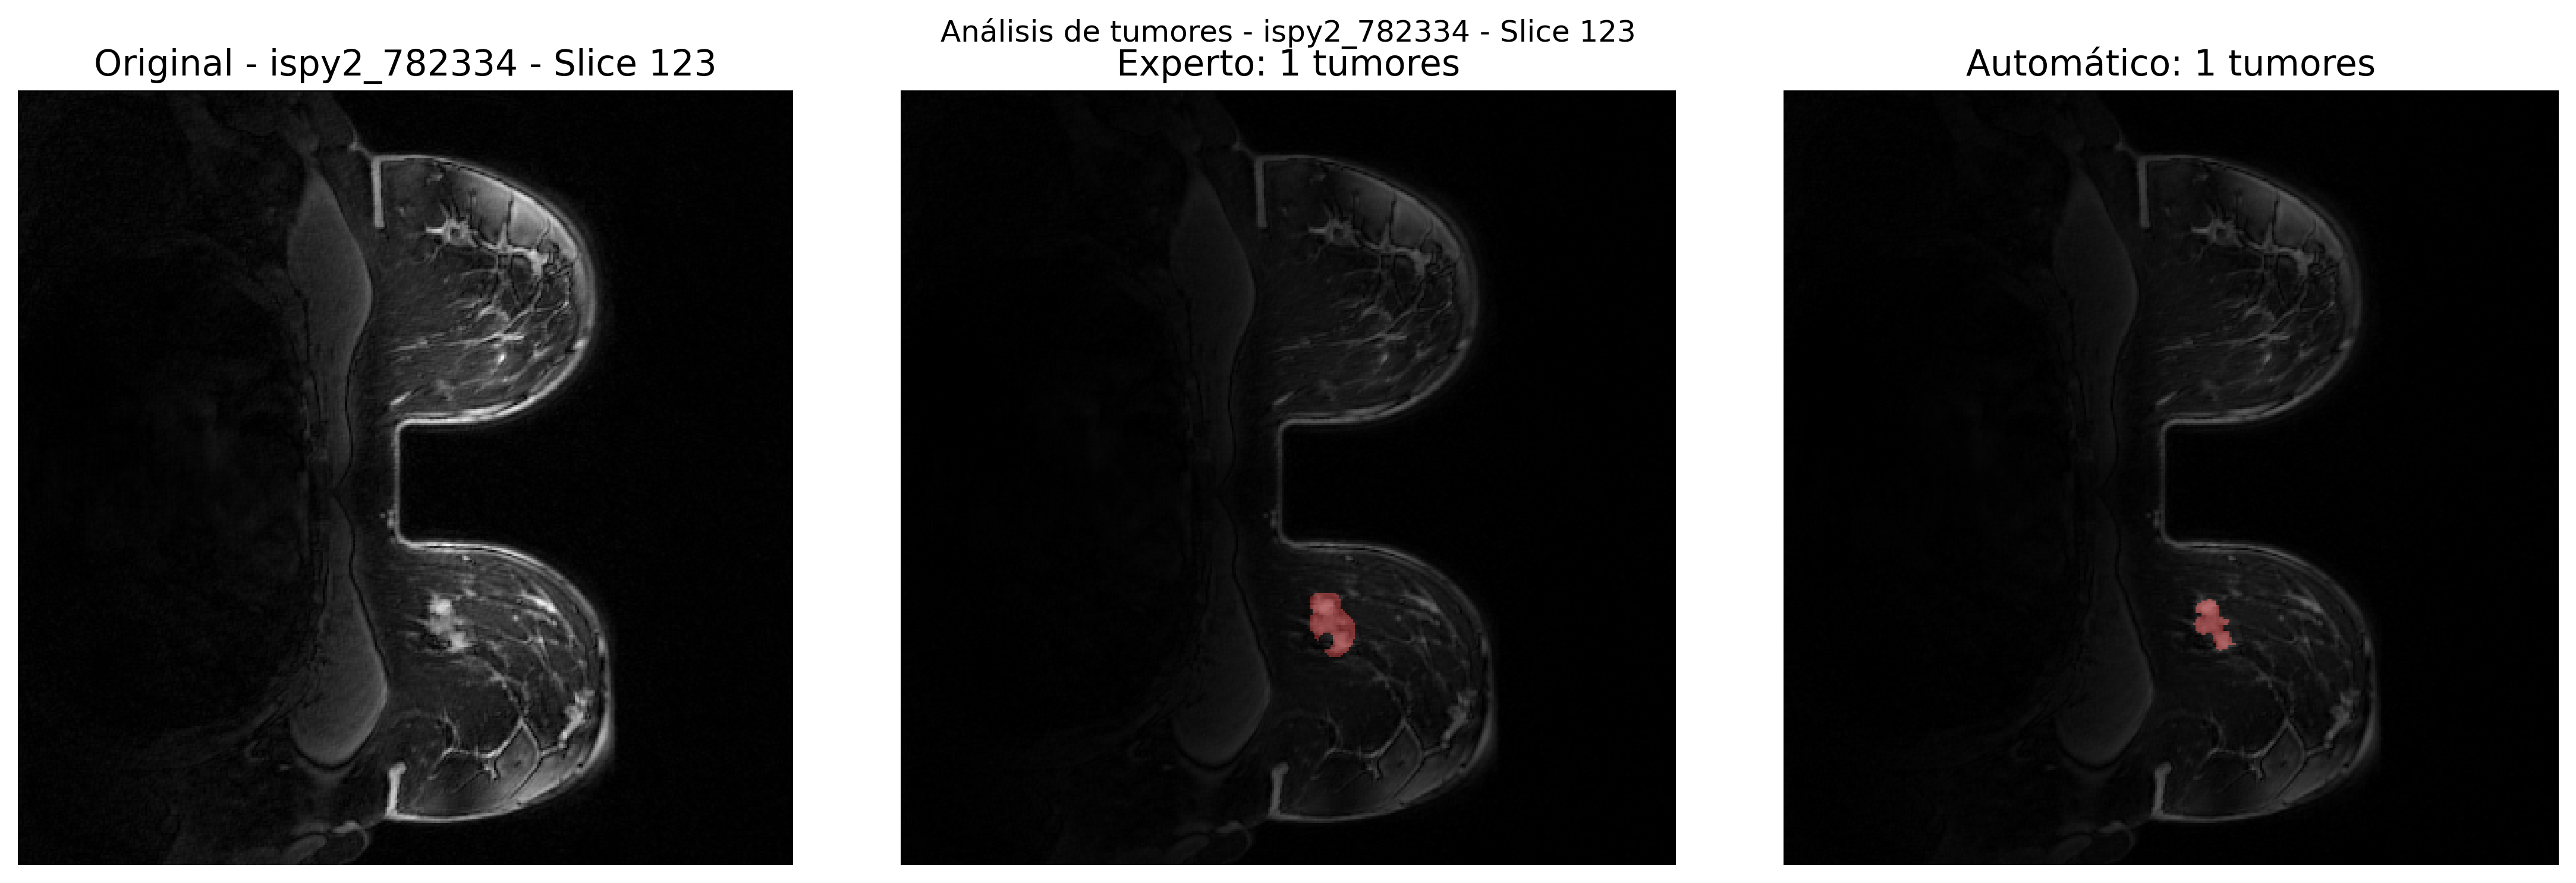 Análisis de tumores - ispy2_782334 - Slice 123
Original - ispy2_782334 - Slice 123
Experto: 1 tumores
Automático: 1 tumores